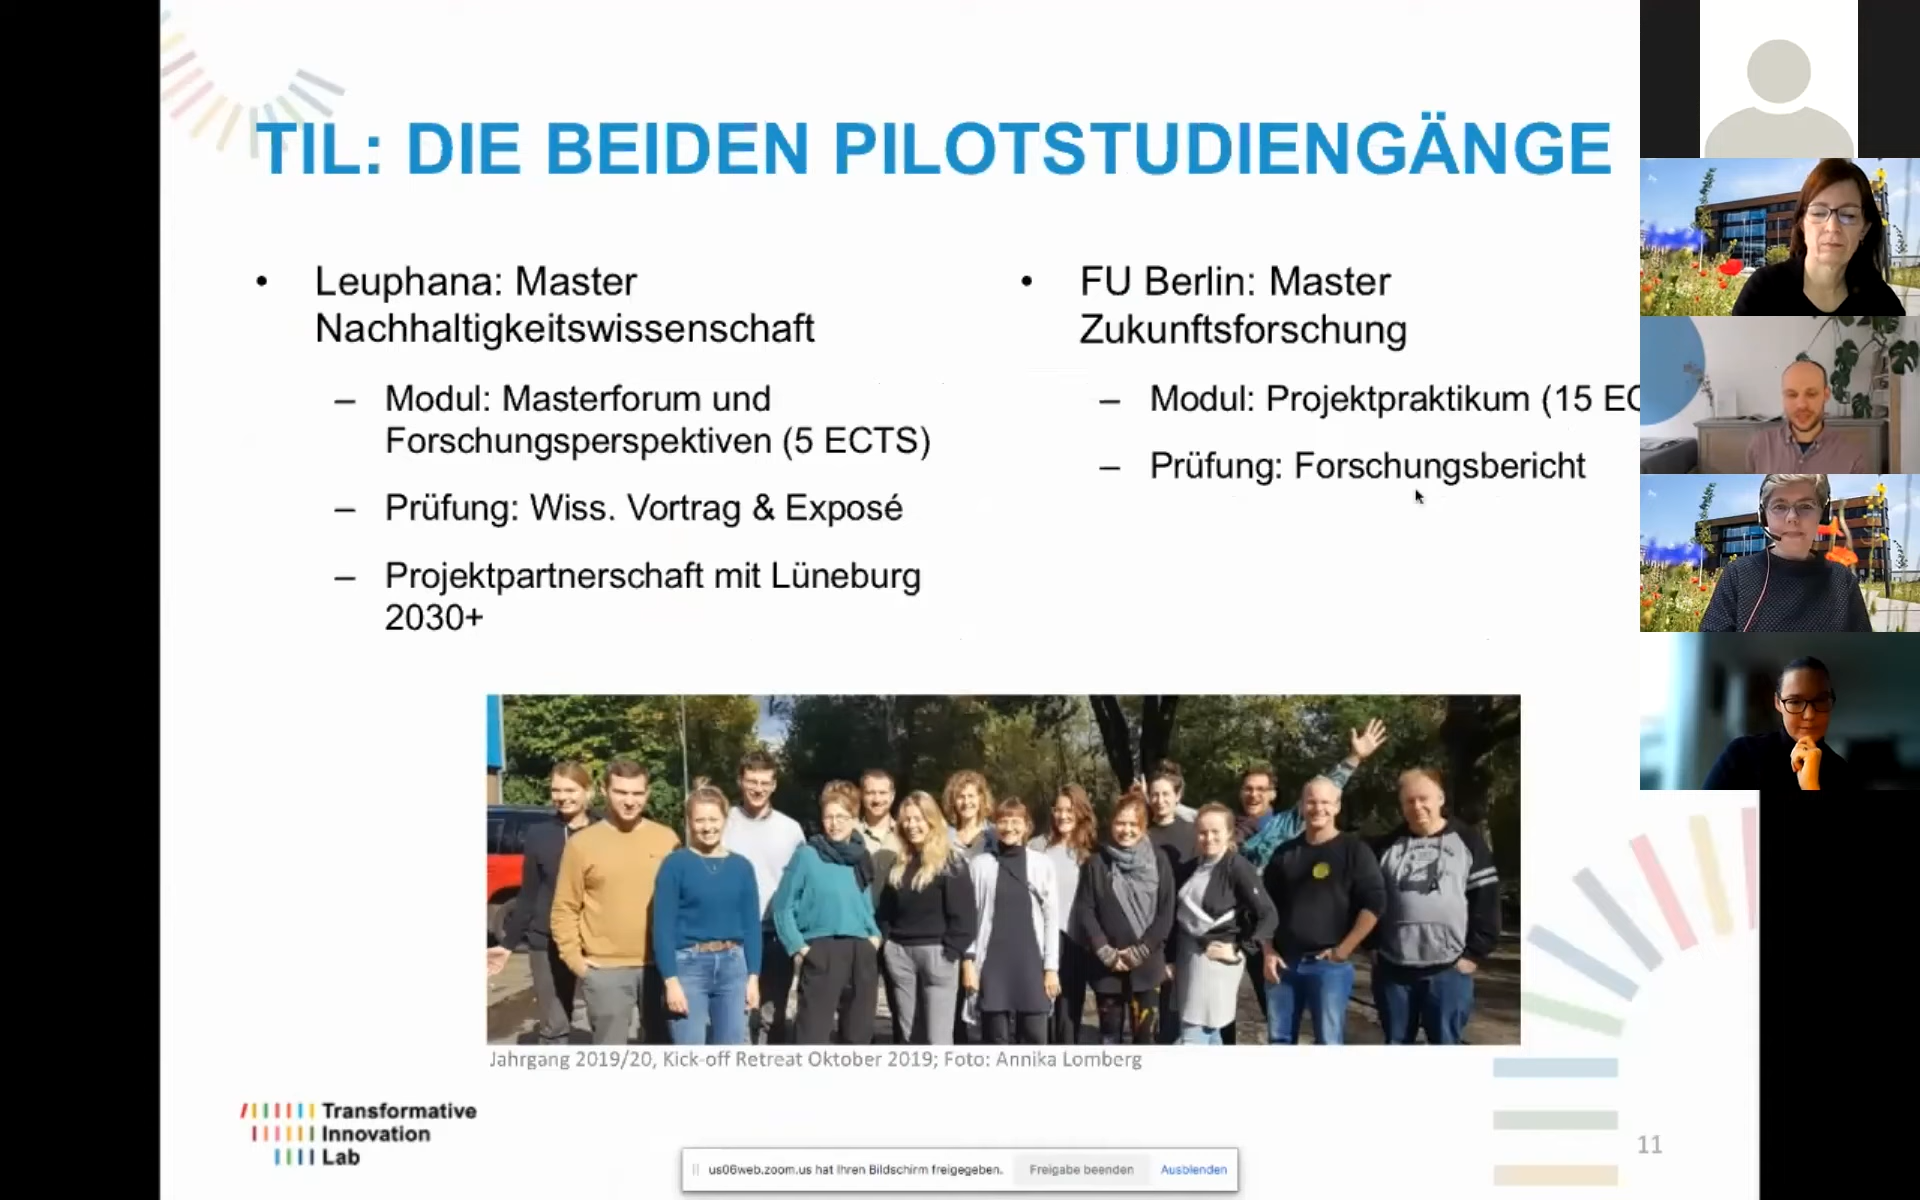 TIL: DIE BEIDEN PILOTSTUDIENGÄNGE
• Leuphana: Master
Nachhaltigkeitswissenschaft
– Modul: Masterforum und
Forschungsperspektiven (5 ECTS)
– Prüfung: Wiss. Vortrag & Exposé
– Projektpartnerschaft mit Lüneburg
2030+
• FU Berlin: Master
Zukunftsforschung
– Modul: Projektpraktikum (15 EC
– Prüfung: Forschungsbericht
Jahrgang 2019/20, Kick-off Retreat Oktober 2019; Foto: Annika Lomberg
Transformative
Innovation
Lab
us06web.zoom.us hat Ihren Bildschirm freigegeben. Freigabe beenden Ausblenden
11